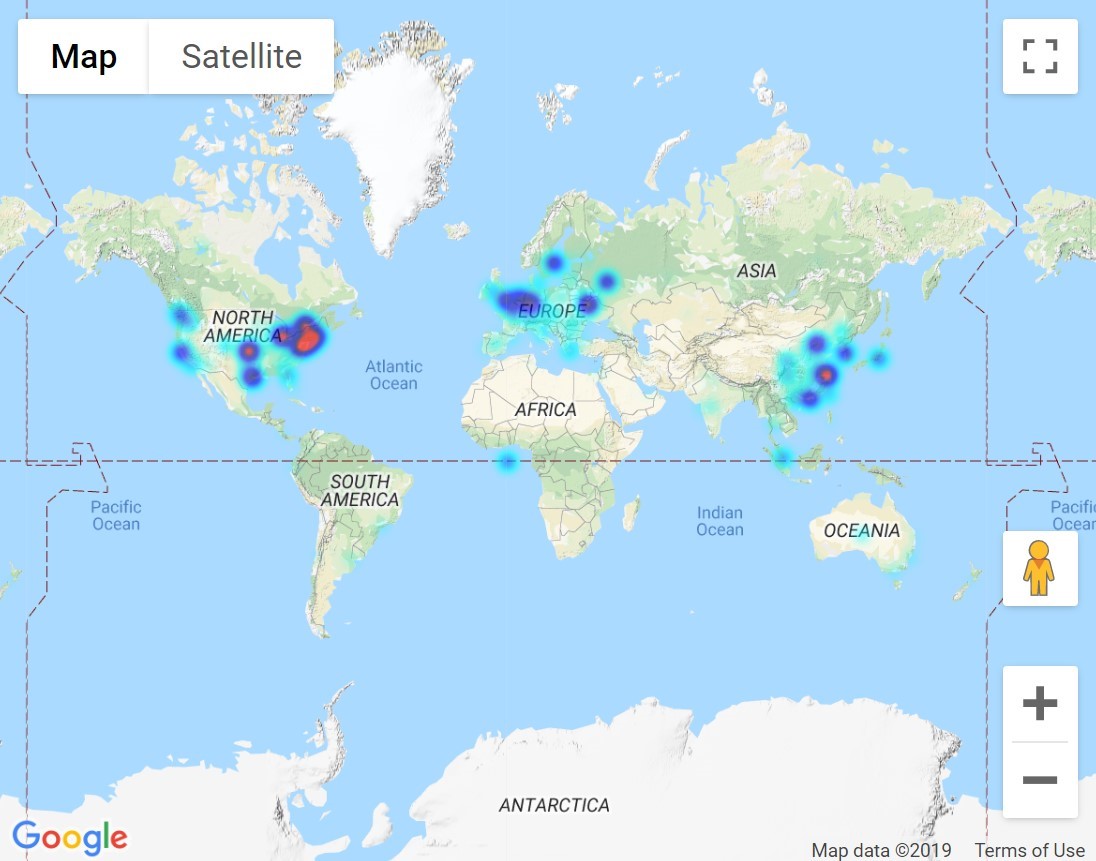 Map
Satellite
ASIA
NORTH
AMERICA
EUROPE
Atlantic
Ocean
AFRICA
SOUTH
AMERICA
Pacific
Ocean
Indian
Ocean
OCEANIA
Pacific
Ocean
ANTARCTICA
Google
Map data ©2019
Terms of Use